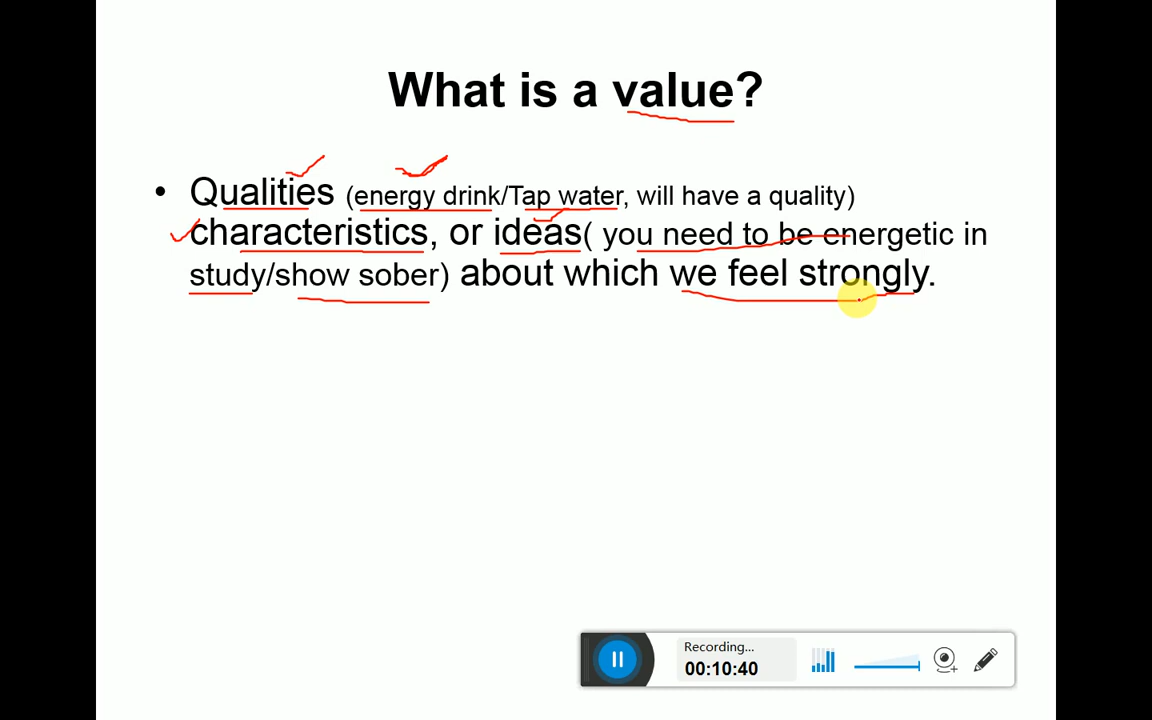 What is a value?
• Qualities (energy drink/Tap water, will have a quality)
characteristics, or ideas( you need to be energetic in
study/show sober) about which we feel strongly.
Recording...
00:10:40